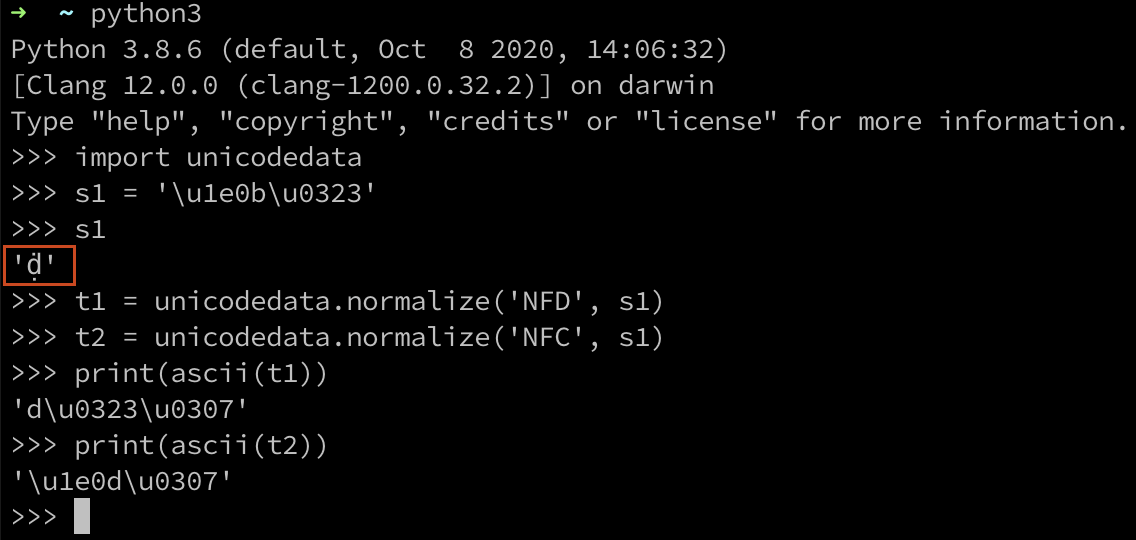 ➜  ~ python3
Python 3.8.6 (default, Oct  8 2020, 14:06:32)
[Clang 12.0.0 (clang-1200.0.32.2)] on darwin
Type "help", "copyright", "credits" or "license" for more information.
>>> import unicodedata
>>> s1 = '\u1e0b\u0323'
>>> s1
'ḍ̇'
>>> t1 = unicodedata.normalize('NFD', s1)
>>> t2 = unicodedata.normalize('NFC', s1)
>>> print(ascii(t1))
'd\u0323\u0307'
>>> print(ascii(t2))
'\u1e0d\u0307'
>>>